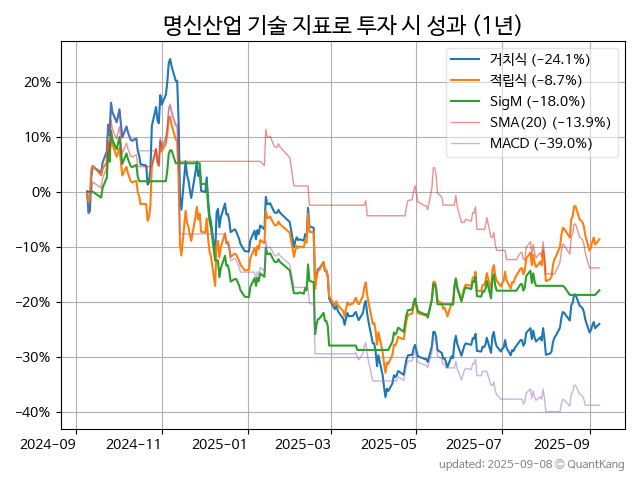 명신산업 기술 지표로 투자 시 성과 (1년)
거치식 (−24.1%)
적립식 (−8.7%)
SigM (−18.0%)
SMA(20) (−13.9%)
MACD (−39.0%)
20%
10%
0%
−10%
−20%
−30%
−40%
2024−09 2024−11 2025−01 2025−03 2025−05 2025−07 2025−09
updated: 2025-09-08 © QuantKang